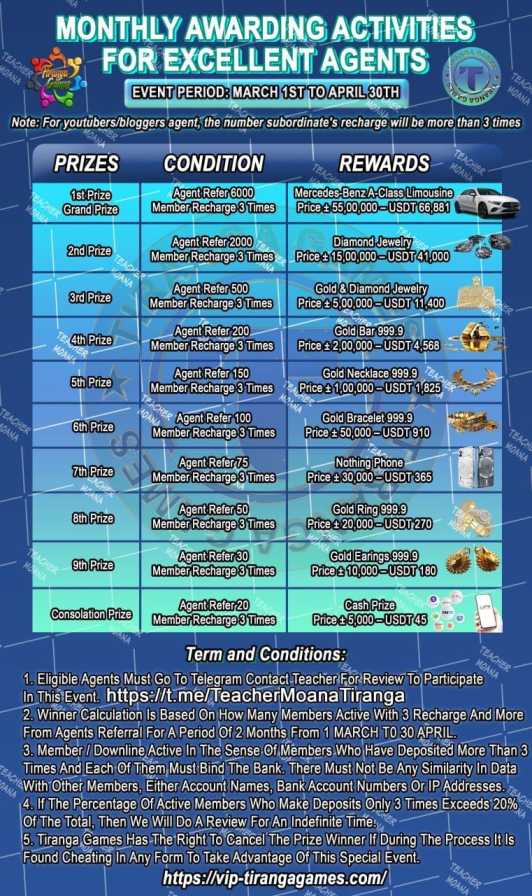 MONTHLY AWARDING ACTIVITIES
FOR EXCELLENT AGENTS
Tiranga Games
TIRANGA GAMES
EVENT PERIOD: MARCH 1ST TO APRIL 30TH
Note: For youtubers/bloggers agent, the number subordinate's recharge will be more than 3 times
PRIZES CONDITION REWARDS
1st Prize
Grand Prize
Agent Refer 6000
Member Recharge 3 Times
Mercedes-Benz A-Class Limousine
Price ± 55,00,000 – USDT 66,881
2nd Prize
Agent Refer 2000
Member Recharge 3 Times
Diamond Jewelry
Price ± 15,00,000 – USDT 41,000
3rd Prize
Agent Refer 500
Member Recharge 3 Times
Gold & Diamond Jewelry
Price ± 5,00,000 – USDT 11,400
4th Prize
Agent Refer 200
Member Recharge 3 Times
Gold Bar 999.9
Price ± 2,00,000 – USDT 4,568
5th Prize
Agent Refer 150
Member Recharge 3 Times
Gold Necklace 999.9
Price ± 1,00,000 – USDT 1,825
6th Prize
Agent Refer 100
Member Recharge 3 Times
Gold Bracelet 999.9
Price ± 50,000 – USDT 910
7th Prize
Agent Refer 75
Member Recharge 3 Times
Nothing Phone
Price ± 30,000 – USDT 365
8th Prize
Agent Refer 50
Member Recharge 3 Times
Gold Ring 999.9
Price ± 20,000 – USDT 270
9th Prize
Agent Refer 30
Member Recharge 3 Times
Gold Earings 999.9
Price ± 10,000 – USDT 180
Consolation Prize
Agent Refer 20
Member Recharge 3 Times
Cash Prize
Price ± 5,000 – USDT 45
Term and Conditions:
1. Eligible Agents Must Go To Telegram Contact Teacher For Review To Participate
In This Event. https://t.me/TeacherMoanaTiranga
2. Winner Calculation Is Based On How Many Members Active With 3 Recharge And More
From Agents Referral For A Period Of 2 Months From 1 MARCH T0 30 APRIL.
3. Member / Downline Active In The Sense Of Members Who Have Deposited More Than 3
Times And Each Of Them Must Bind The Bank. There Must Not Be Any Similarity In Data
With Other Members, Either Account Names, Bank Account Numbers Or IP Addresses.
4. If The Percentage Of Active Members Who Make Deposits Only 3 Times Exceeds 20%
Of The Total, Then We Will Do A Review For An Indefinite Time.
5. Tiranga Games Has The Right To Cancel The Prize Winner If During The Process It Is
Found Cheating In Any Form To Take Advantage Of This Special Event.
https://vip-tirangagames.com/
TEACHER
MOANA